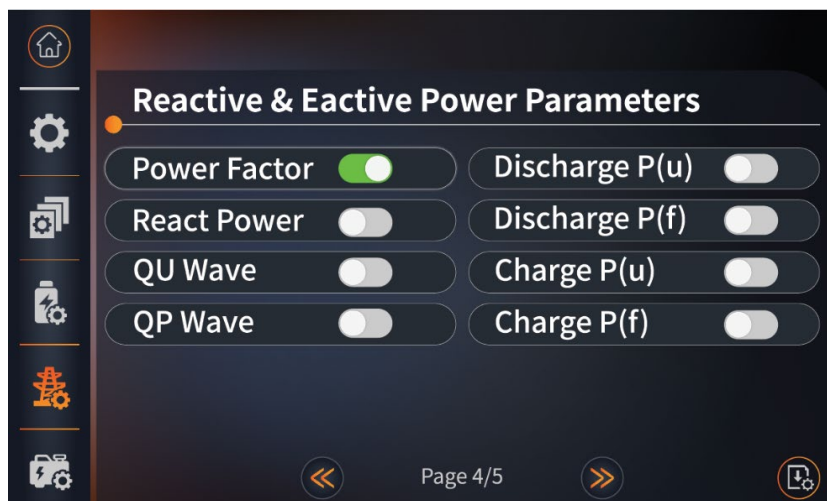 Reactive & Eactive Power Parameters
Power Factor
Discharge P(u)
React Power
Discharge P(f)
QU Wave
Charge P(u)
QP Wave
Charge P(f)
Page 4/5